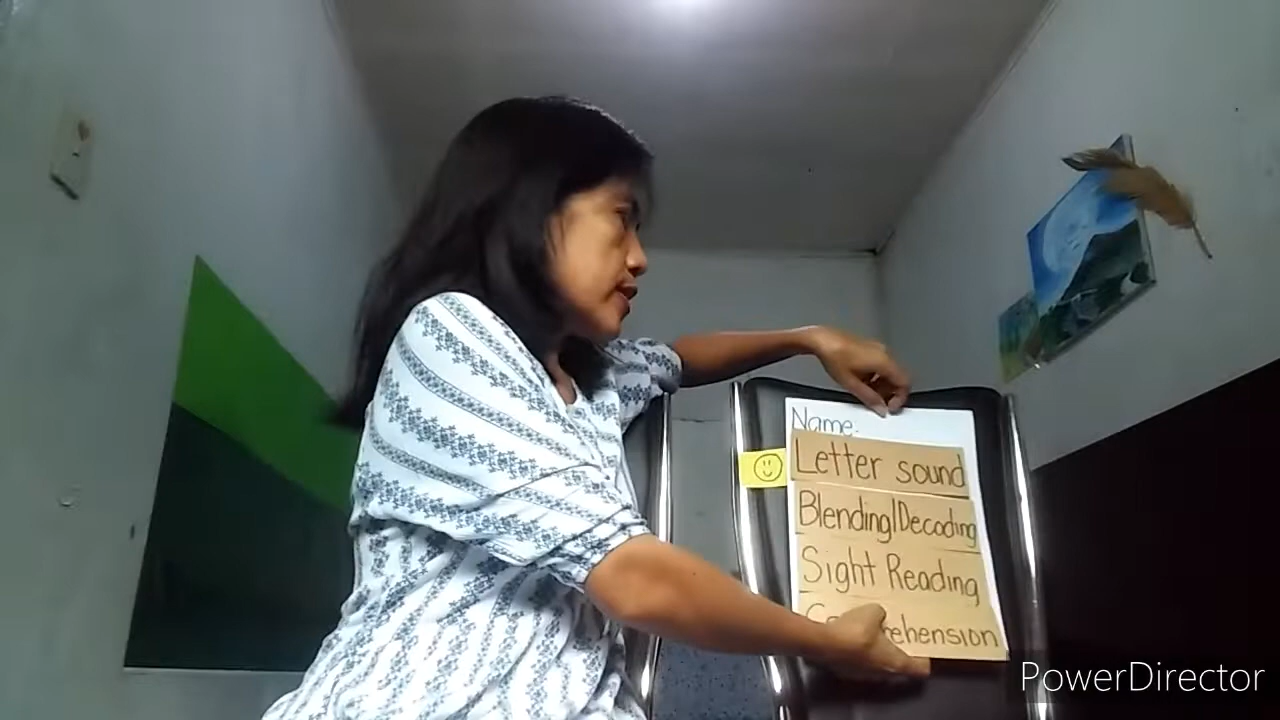 Name:
Letter sound
Blending/Decoding
Sight Reading
PowerDirector